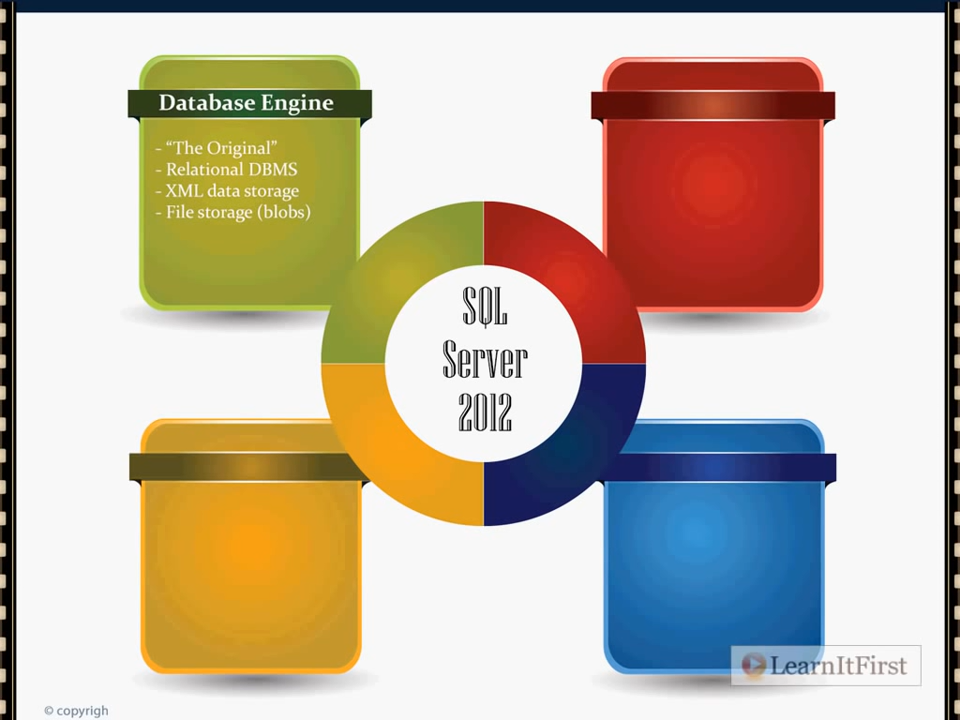 Database Engine
- “The Original”
- Relational DBMS
- XML data storage
- File storage (blobs)
SQL
Server
2012
LearnItFirst
© copyrigh